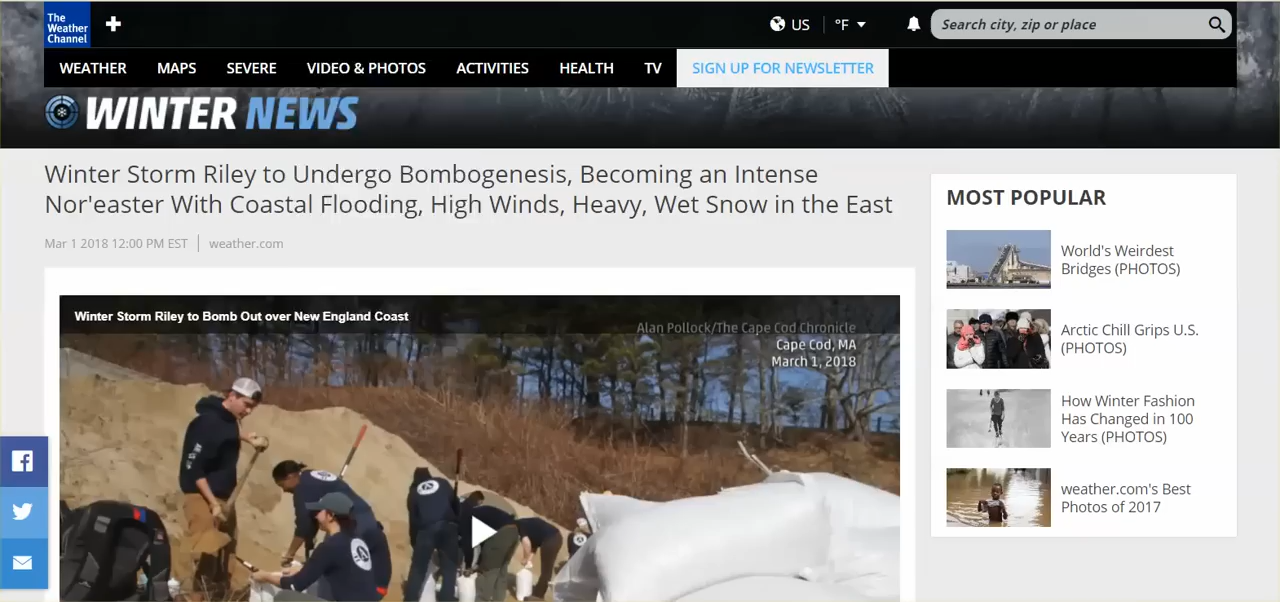 The
Weather
Channel
US
°F
Search city, zip or place
WEATHER
MAPS
SEVERE
VIDEO & PHOTOS
ACTIVITIES
HEALTH
TV
SIGN UP FOR NEWSLETTER
WINTER NEWS
Winter Storm Riley to Undergo Bombogenesis, Becoming an Intense
Nor'easter With Coastal Flooding, High Winds, Heavy, Wet Snow in the East
Mar 1 2018 12:00 PM EST
weather.com
Winter Storm Riley to Bomb Out over New England Coast
Alan Pollock/The Cape Cod Chronicle
Cape Cod, MA
March 1, 2018
MOST POPULAR
World's Weirdest
Bridges (PHOTOS)
Arctic Chill Grips U.S.
(PHOTOS)
How Winter Fashion
Has Changed in 100
Years (PHOTOS)
weather.com's Best
Photos of 2017